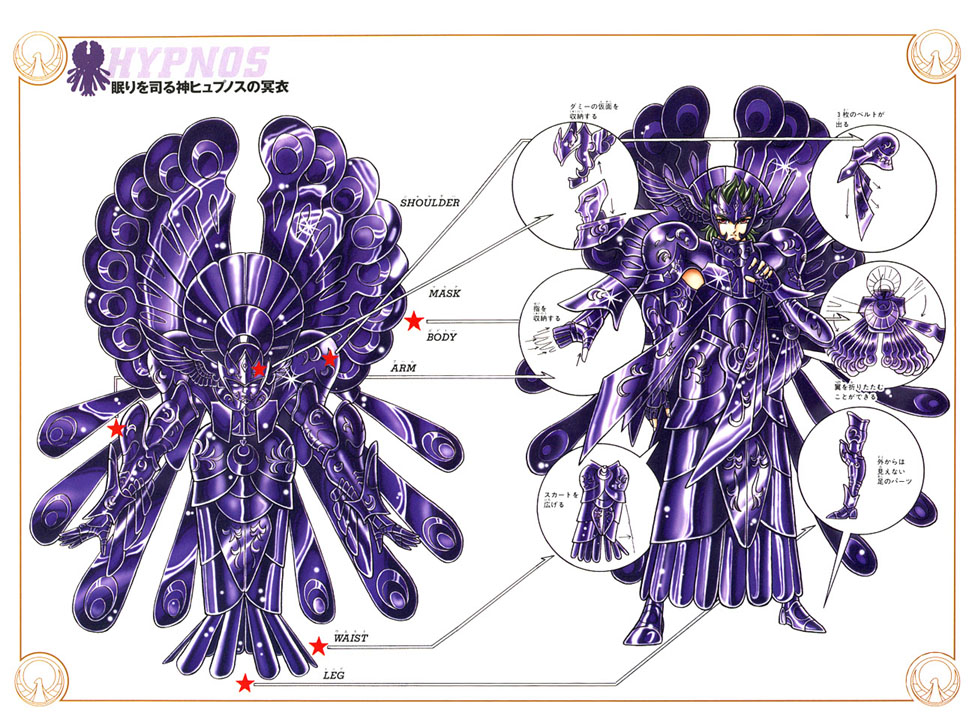 HYPNOS
眠りを司る神ヒュプノスの冥衣
SHOULDER
MASK
BODY
ARM
WAIST
LEG
ダミーの仮面を
収納する
3枚のベルトが
出る
指を
収納する
翼を折りたたむ
ことができる
スカートを
広げる
外からは
見えない
足のパーツ